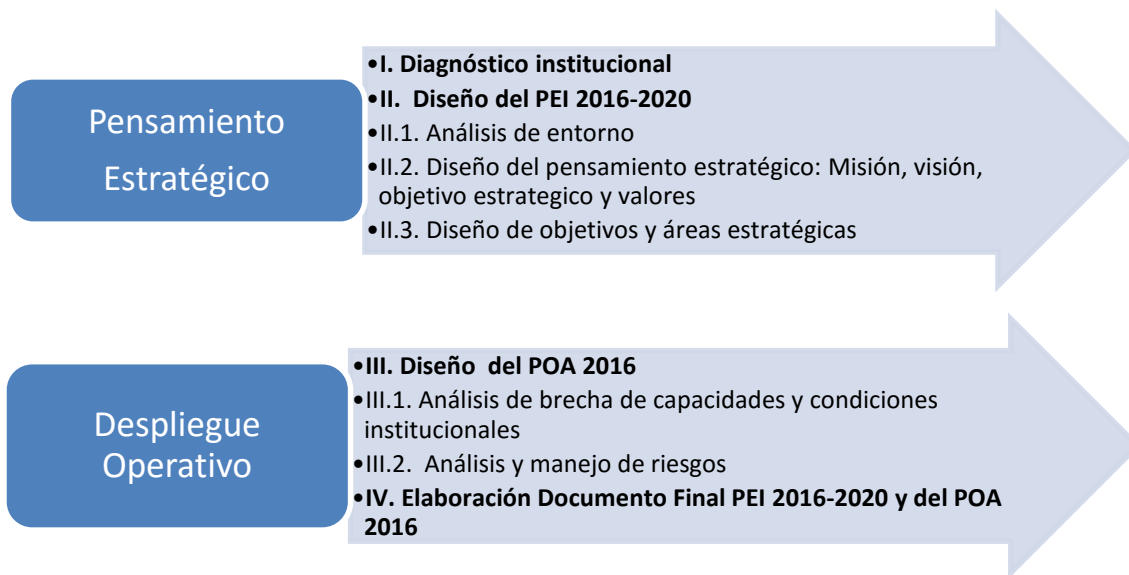 Pensamiento
Estratégico
•I. Diagnóstico institucional
•II. Diseño del PEI 2016-2020
•II.1. Análisis de entorno
•II.2. Diseño del pensamiento estratégico: Misión, visión,
objetivo estrategico y valores
•II.3. Diseño de objetivos y áreas estratégicas
Despliegue
Operativo
•III. Diseño del POA 2016
•III.1. Análisis de brecha de capacidades y condiciones
institucionales
•III.2. Análisis y manejo de riesgos
•IV. Elaboración Documento Final PEI 2016-2020 y del POA
2016